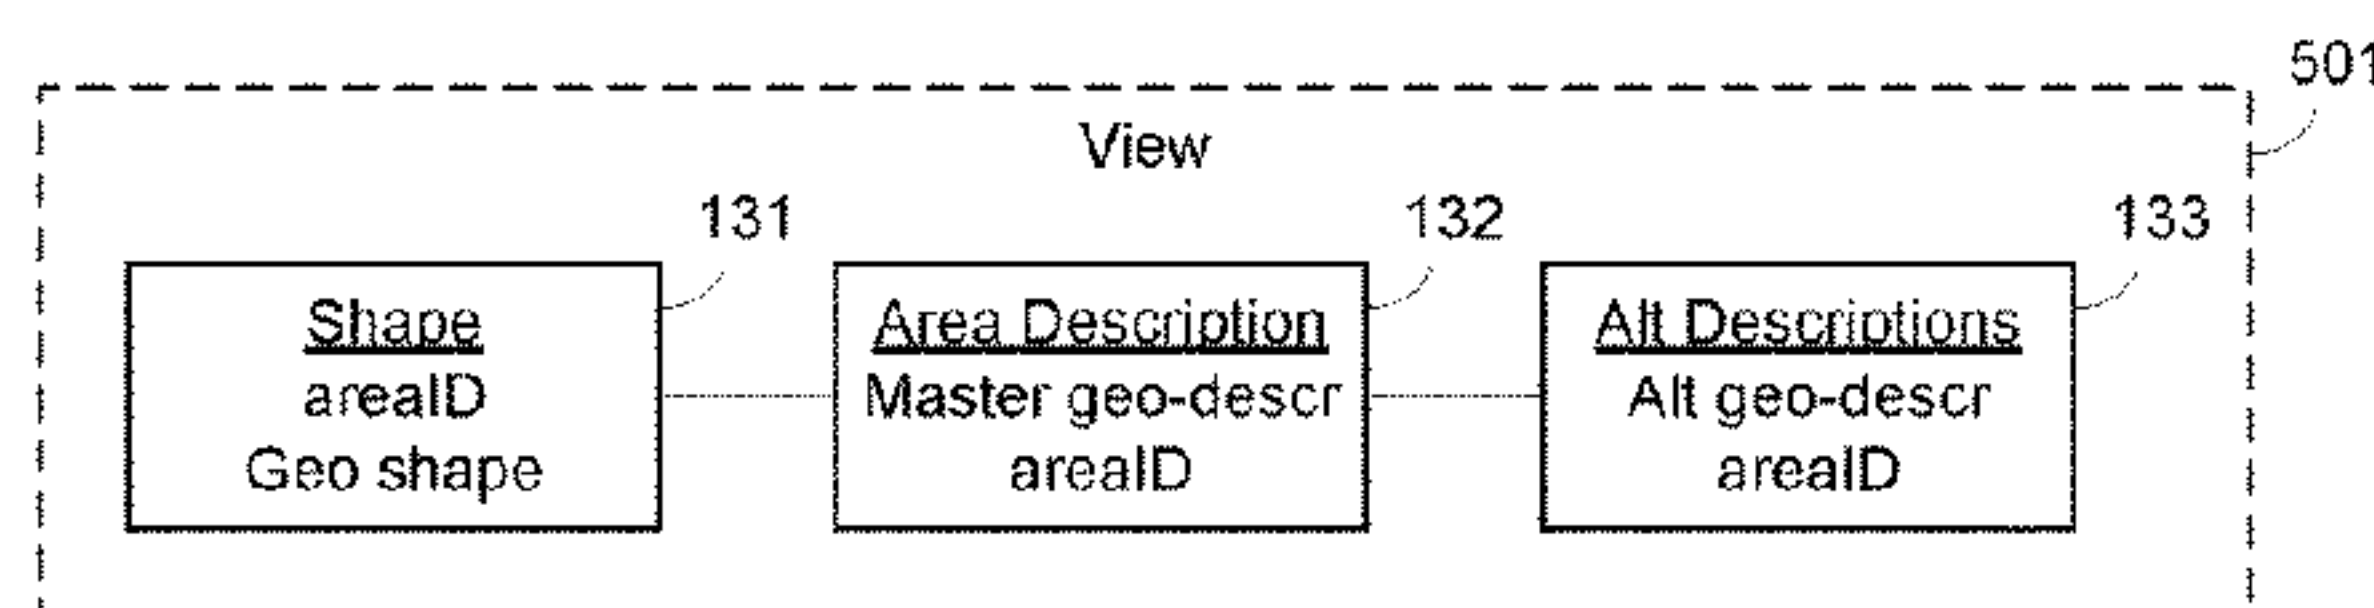 501
View
131
132
133
Shape
areaID
Geo shape
Area Description
Master geo-descr
areaID
Alt Descriptions
Alt geo-descr
areaID